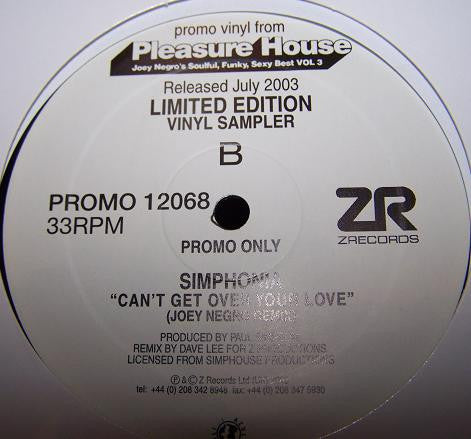 promo vinyl from
Pleasure House
Joey Negro's Soulful, Funky, Sexy Best VOL 3
Released July 2003
LIMITED EDITION
VINYL SAMPLER
B
PROMO 12068
33RPM
ZR
ZRECORDS
PROMO ONLY
SIMPHONIA
"CAN'T GET OVER YOUR LOVE"
(JOEY NEGRO REMIX)
PRODUCED BY PAUL
REMIX BY DAVE LEE FOR Z PRODUCTIONS
LICENSED FROM SIMPHOUSE PRODUCTIONS
℗ & © Z Records Ltd (UK)
tel: +44 (0) 208 342 8948 fax: +44 (0) 208 347 5930